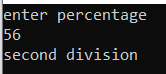 enter percentage
56
second division